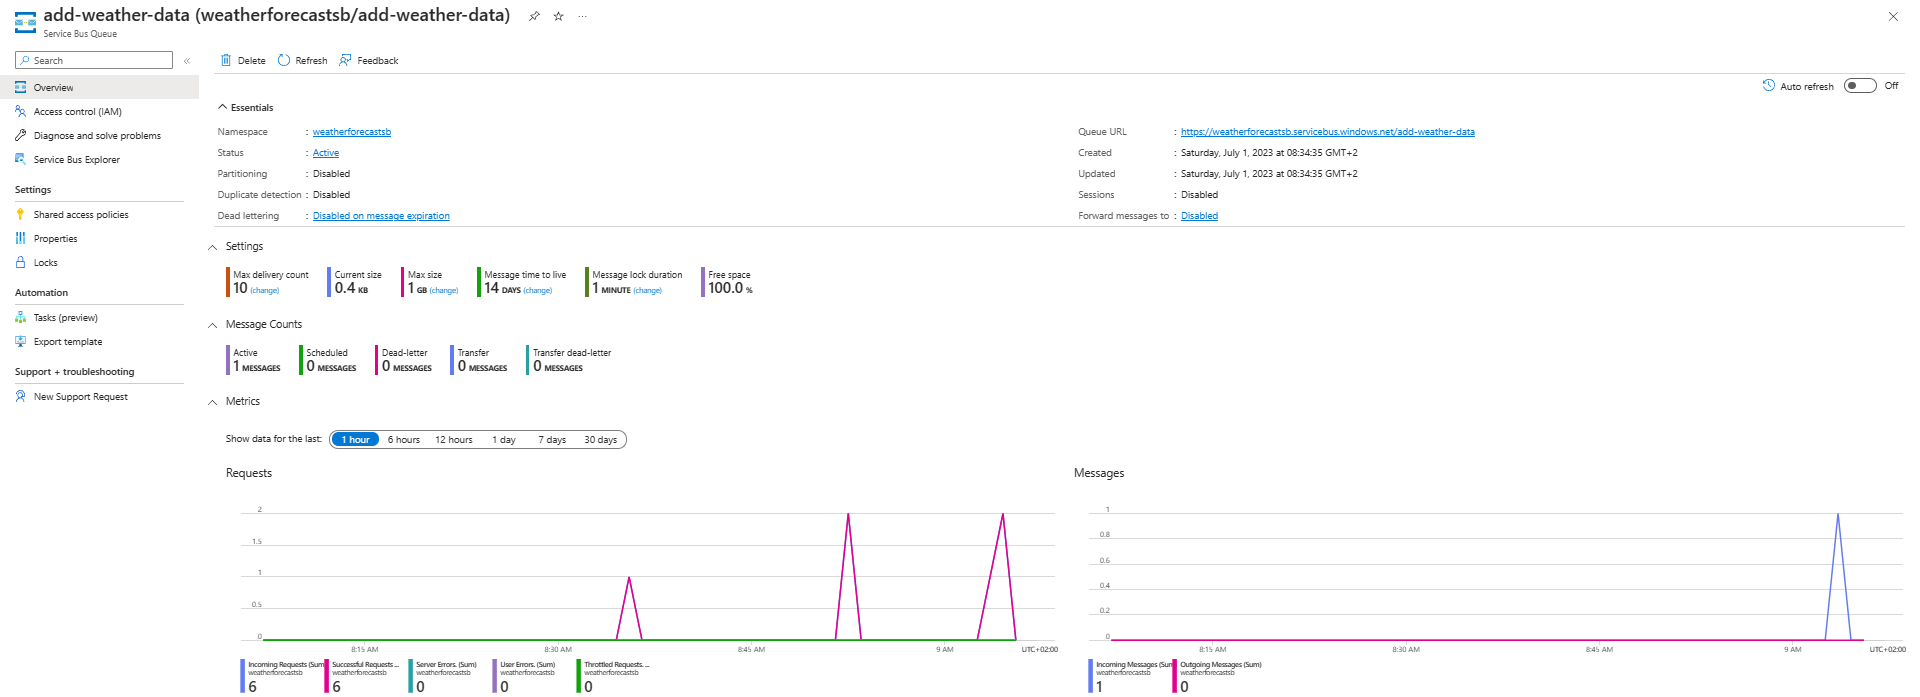 add-weather-data (weatherforecastsb/add-weather-data)
Service Bus Queue
Search
Overview
Access control (IAM)
Diagnose and solve problems
Service Bus Explorer
Settings
Shared access policies
Properties
Locks
Automation
Tasks (preview)
Export template
Support + troubleshooting
New Support Request
Delete Refresh Feedback
Auto refresh Off
Essentials
Namespace : weatherforecastsb
Status : Active
Partitioning : Disabled
Duplicate detection : Disabled
Dead lettering : Disabled on message expiration
Queue URL : https://weatherforecastsb.servicebus.windows.net/add-weather-data
Created : Saturday, July 1, 2023 at 08:34:35 GMT+2
Updated : Saturday, July 1, 2023 at 08:34:35 GMT+2
Sessions : Disabled
Forward messages to : Disabled
Settings
Max delivery count
10 (change)
Current size
0.4 KB
Max size
1 GB (change)
Message time to live
14 DAYS (change)
Message lock duration
1 MINUTE (change)
Free space
100.0 %
Message Counts
Active
1 MESSAGES
Scheduled
0 MESSAGES
Dead-letter
0 MESSAGES
Transfer
0 MESSAGES
Transfer dead-letter
0 MESSAGES
Metrics
Show data for the last: 1 hour 6 hours 12 hours 1 day 7 days 30 days
Requests
2
1.5
1
0.5
0
8:15 AM 8:30 AM 8:45 AM 9 AM UTC+02:00
Incoming Requests (Sum)
weatherforecastsb
6
Successful Requests ...
weatherforecastsb
6
Server Errors. (Sum)
weatherforecastsb
0
User Errors. (Sum)
weatherforecastsb
0
Throttled Requests. ...
weatherforecastsb
0
Messages
1
0.8
0.6
0.4
0.2
0
8:15 AM 8:30 AM 8:45 AM 9 AM UTC+02:00
Incoming Messages (Sum)
weatherforecastsb
1
Outgoing Messages (Sum)
weatherforecastsb
0